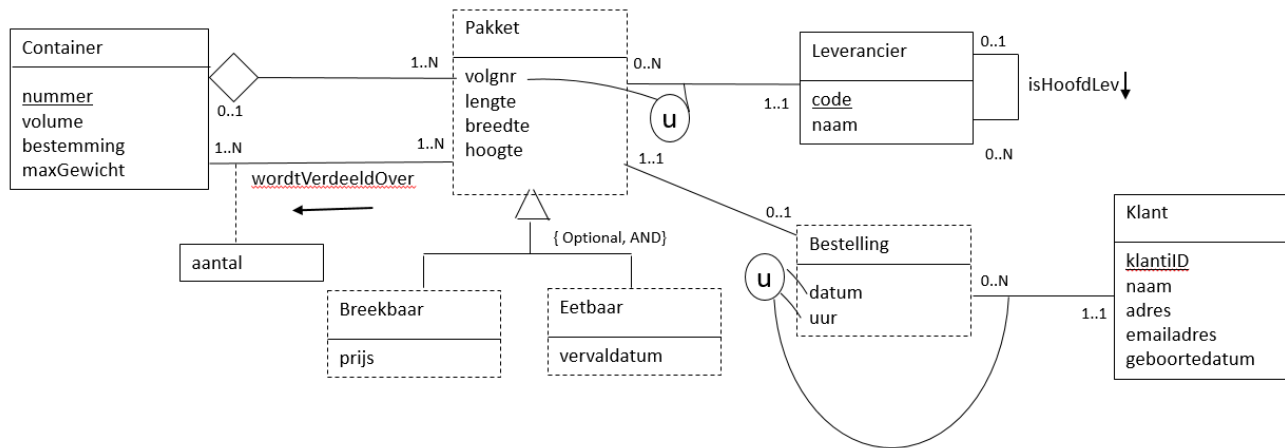 Container
nummer
volume
bestemming
maxGewicht
0..1
1..N
1..N
1..N
wordtVerdeeldOver
aantal
Pakket
volgnr
lengte
breedte
hoogte
0..N
u
1..1
1..1
{ Optional, AND}
Breekbaar
prijs
Eetbaar
vervaldatum
Leverancier
code
naam
0..1
isHoofdLev
0..N
0..1
Bestelling
datum
uur
u
0..N
1..1
Klant
klantiID
naam
adres
emailadres
geboortedatum